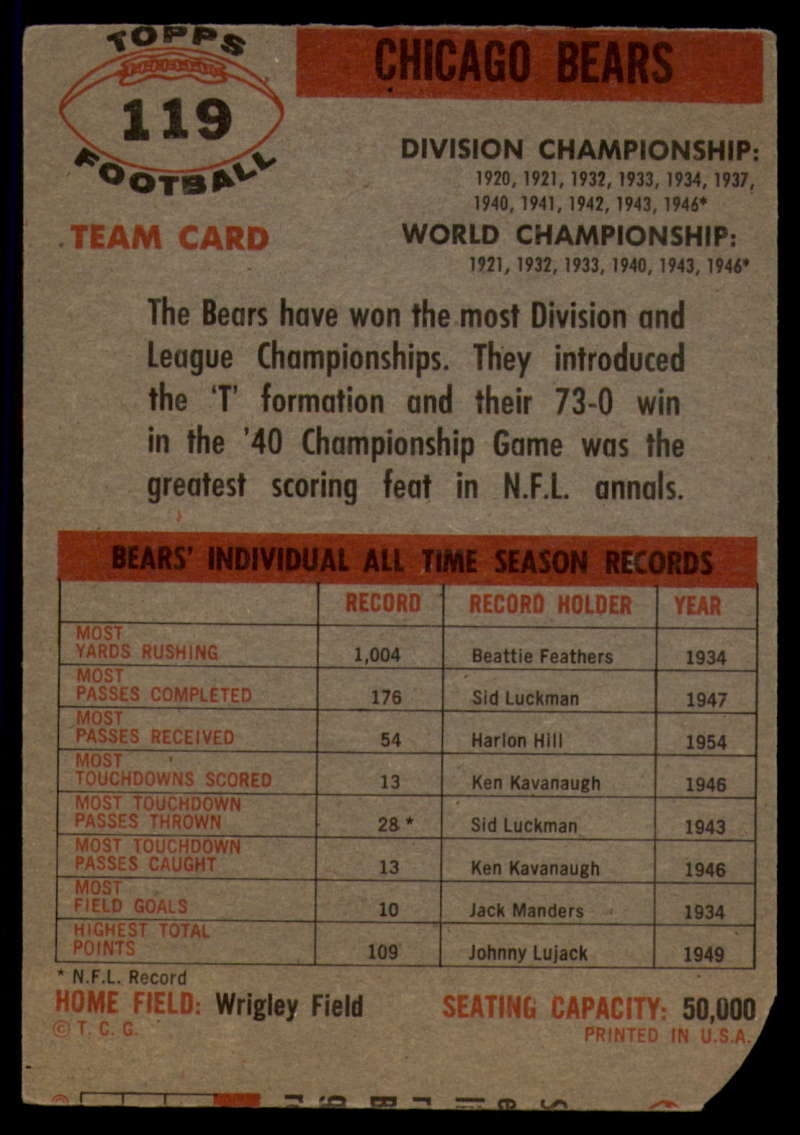 TOPPS
119
FOOTBALL
TEAM CARD
CHICAGO BEARS
DIVISION CHAMPIONSHIP:
1920, 1921, 1932, 1933, 1934, 1937,
1940, 1941, 1942, 1943, 1946*
WORLD CHAMPIONSHIP:
1921, 1932, 1933, 1940, 1943, 1946*
The Bears have won the most Division and
League Championships. They introduced
the 'T' formation and their 73-0 win
in the '40 Championship Game was the
greatest scoring feat in N.F.L. annals.
BEARS' INDIVIDUAL ALL TIME SEASON RECORDS
RECORD RECORD HOLDER YEAR
MOST
YARDS RUSHING 1,004 Beattie Feathers 1934
MOST
PASSES COMPLETED 176 Sid Luckman 1947
MOST
PASSES RECEIVED 54 Harlon Hill 1954
MOST
TOUCHDOWNS SCORED 13 Ken Kavanaugh 1946
MOST TOUCHDOWN
PASSES THROWN 28 * Sid Luckman 1943
MOST TOUCHDOWN
PASSES CAUGHT 13 Ken Kavanaugh 1946
MOST
FIELD GOALS 10 Jack Manders 1934
HIGHEST TOTAL
POINTS 109 Johnny Lujack 1949
* N.F.L. Record
HOME FIELD: Wrigley Field SEATING CAPACITY: 50,000
© T. C. G. PRINTED IN U.S.A.